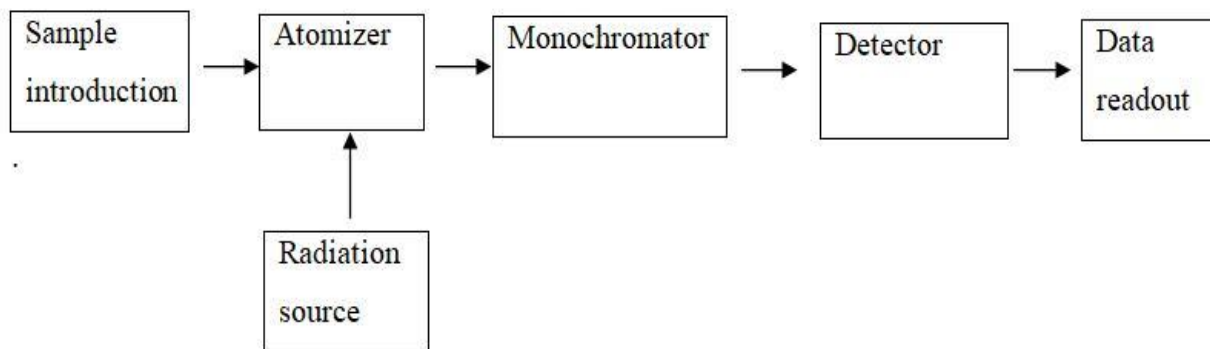 Sample
introduction
Atomizer
Monochromator
Detector
Data
readout
.
Radiation
source